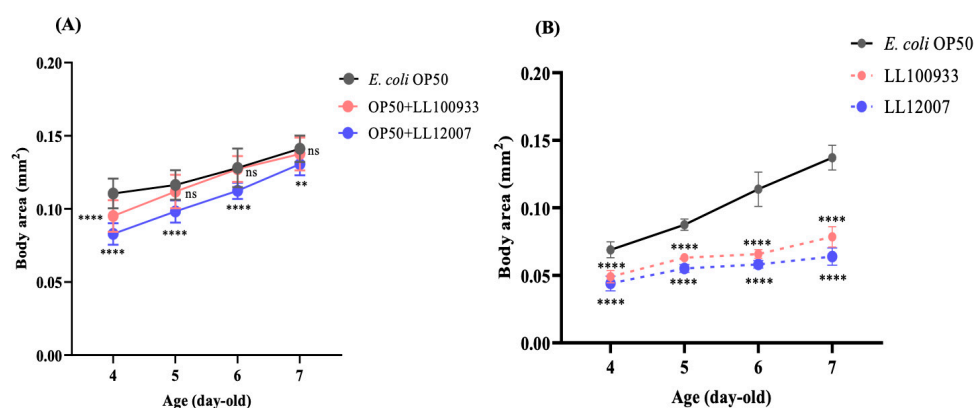 (A)
Body area (mm²)
0.20
0.15
0.10
0.05
0.00
4
5
6
7
Age (day-old)
E. coli OP50
OP50+LL100933
OP50+LL12007
****
****
ns
****
ns
****
ns
**
(B)
Body area (mm²)
0.20
0.15
0.10
0.05
0.00
4
5
6
7
Age (day-old)
E. coli OP50
LL100933
LL12007
****
****
****
****
****
****
****
****